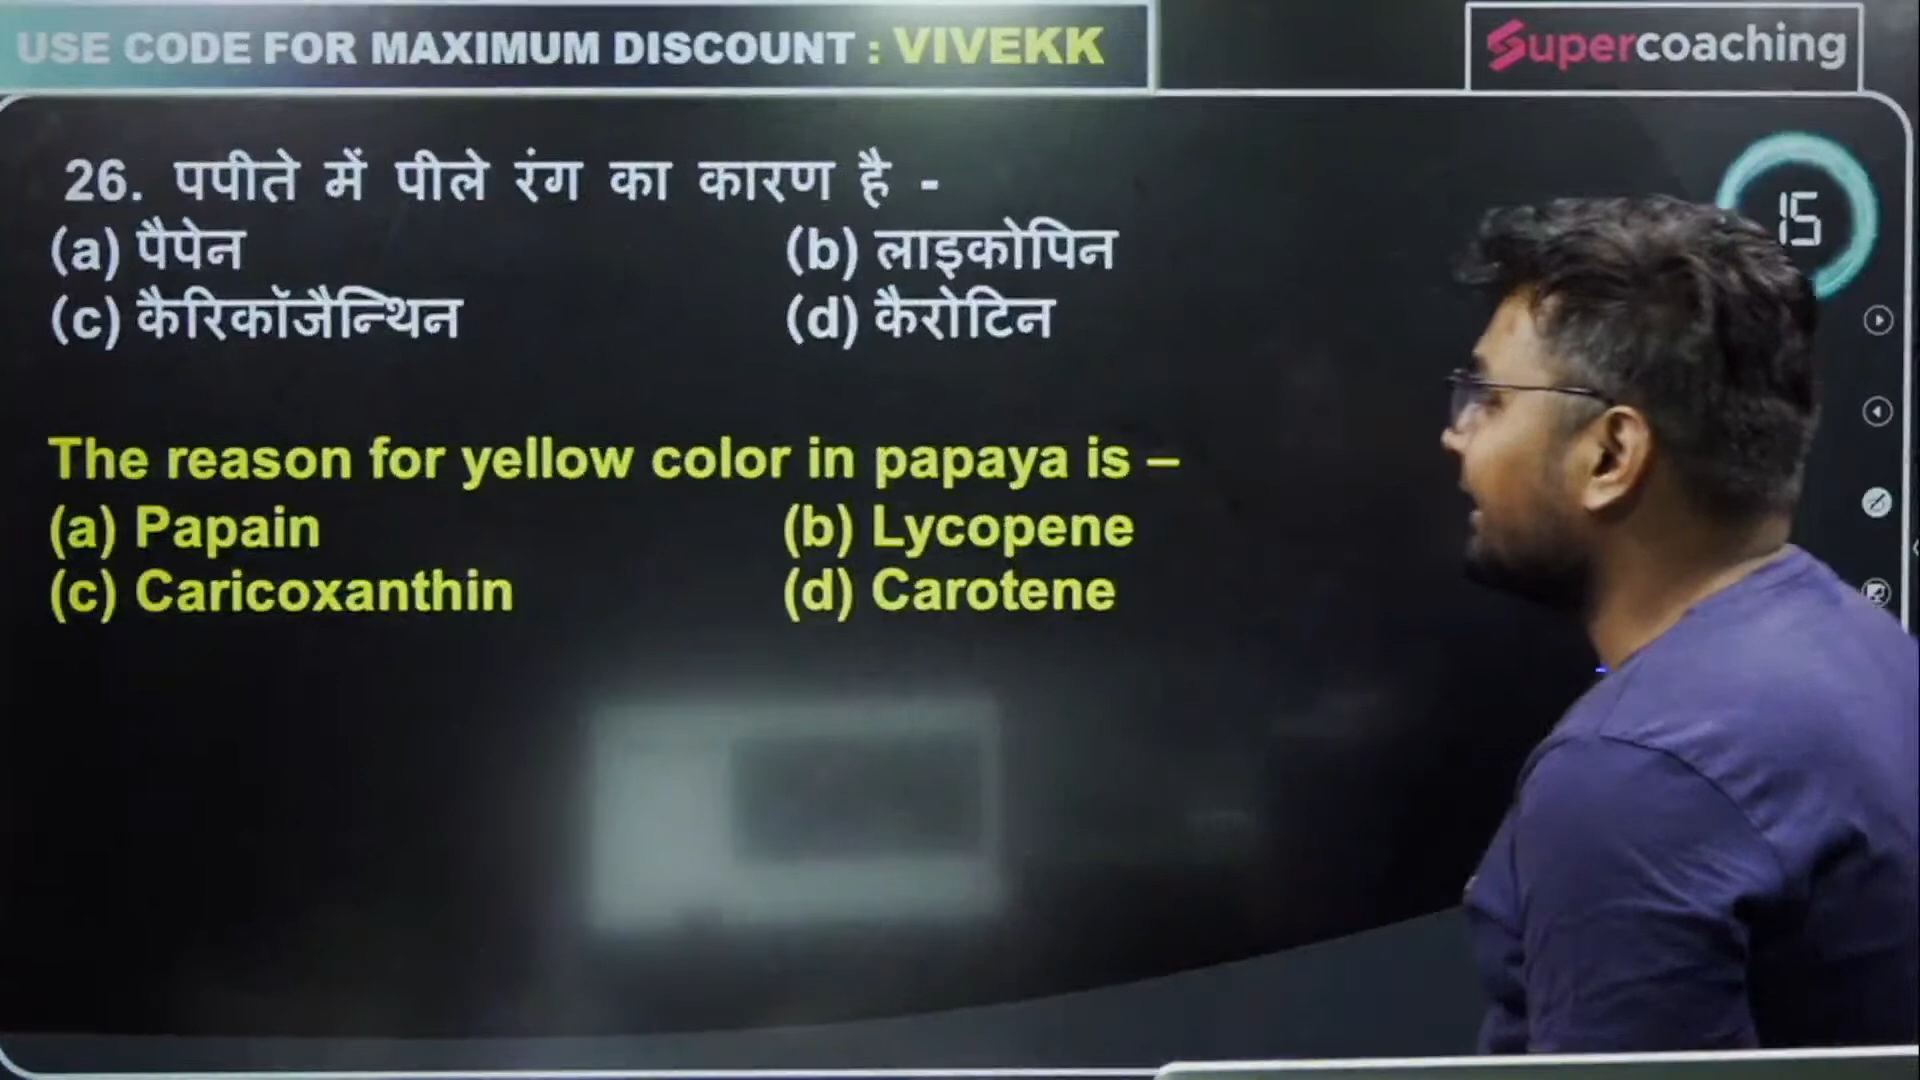 USE CODE FOR MAXIMUM DISCOUNT : VIVEKK
Supercoaching
15
26. पपीते में पीले रंग का कारण है -
(a) पैपेन (b) लाइकोपिन
(c) कैरिकॉजैन्थिन (d) कैरोटिन
The reason for yellow color in papaya is –
(a) Papain (b) Lycopene
(c) Caricoxanthin (d) Carotene